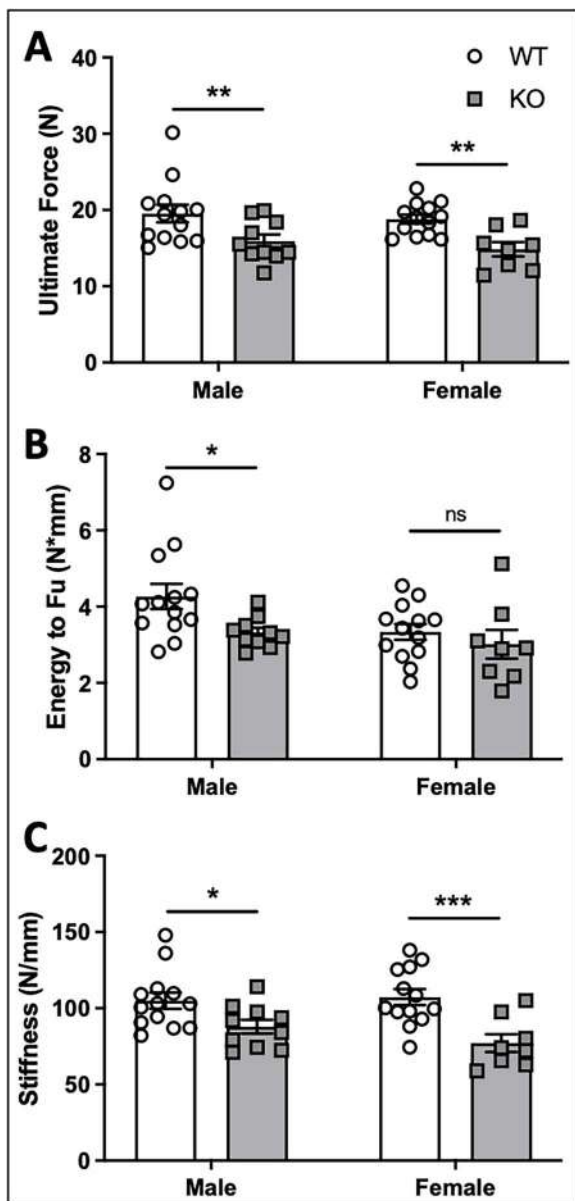 A
WT
KO
Ultimate Force (N)
40
30
20
10
0
**
**
Male
Female
B
Energy to Fu (N*mm)
8
6
4
2
0
*
ns
Male
Female
C
Stiffness (N/mm)
200
150
100
50
0
*
***
Male
Female